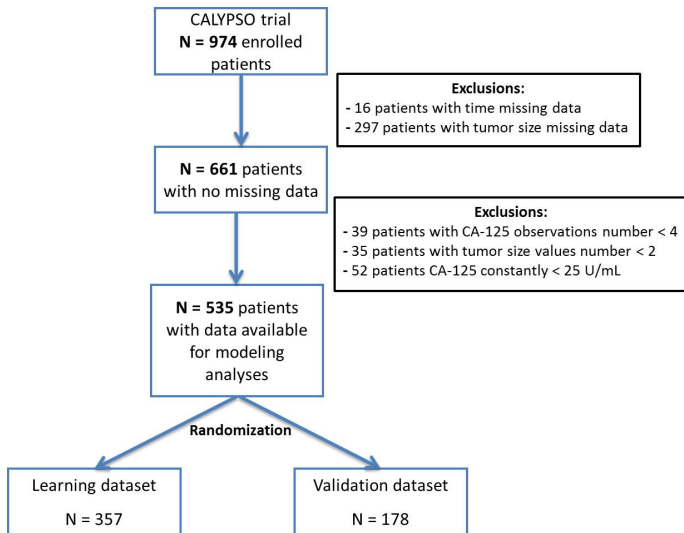 CALYPSO trial
N = 974 enrolled
patients
Exclusions:
- 16 patients with time missing data
- 297 patients with tumor size missing data
N = 661 patients
with no missing data
Exclusions:
- 39 patients with CA-125 observations number < 4
- 35 patients with tumor size values number < 2
- 52 patients CA-125 constantly < 25 U/mL
N = 535 patients
with data available
for modeling
analyses
Randomization
Learning dataset
N = 357
Validation dataset
N = 178